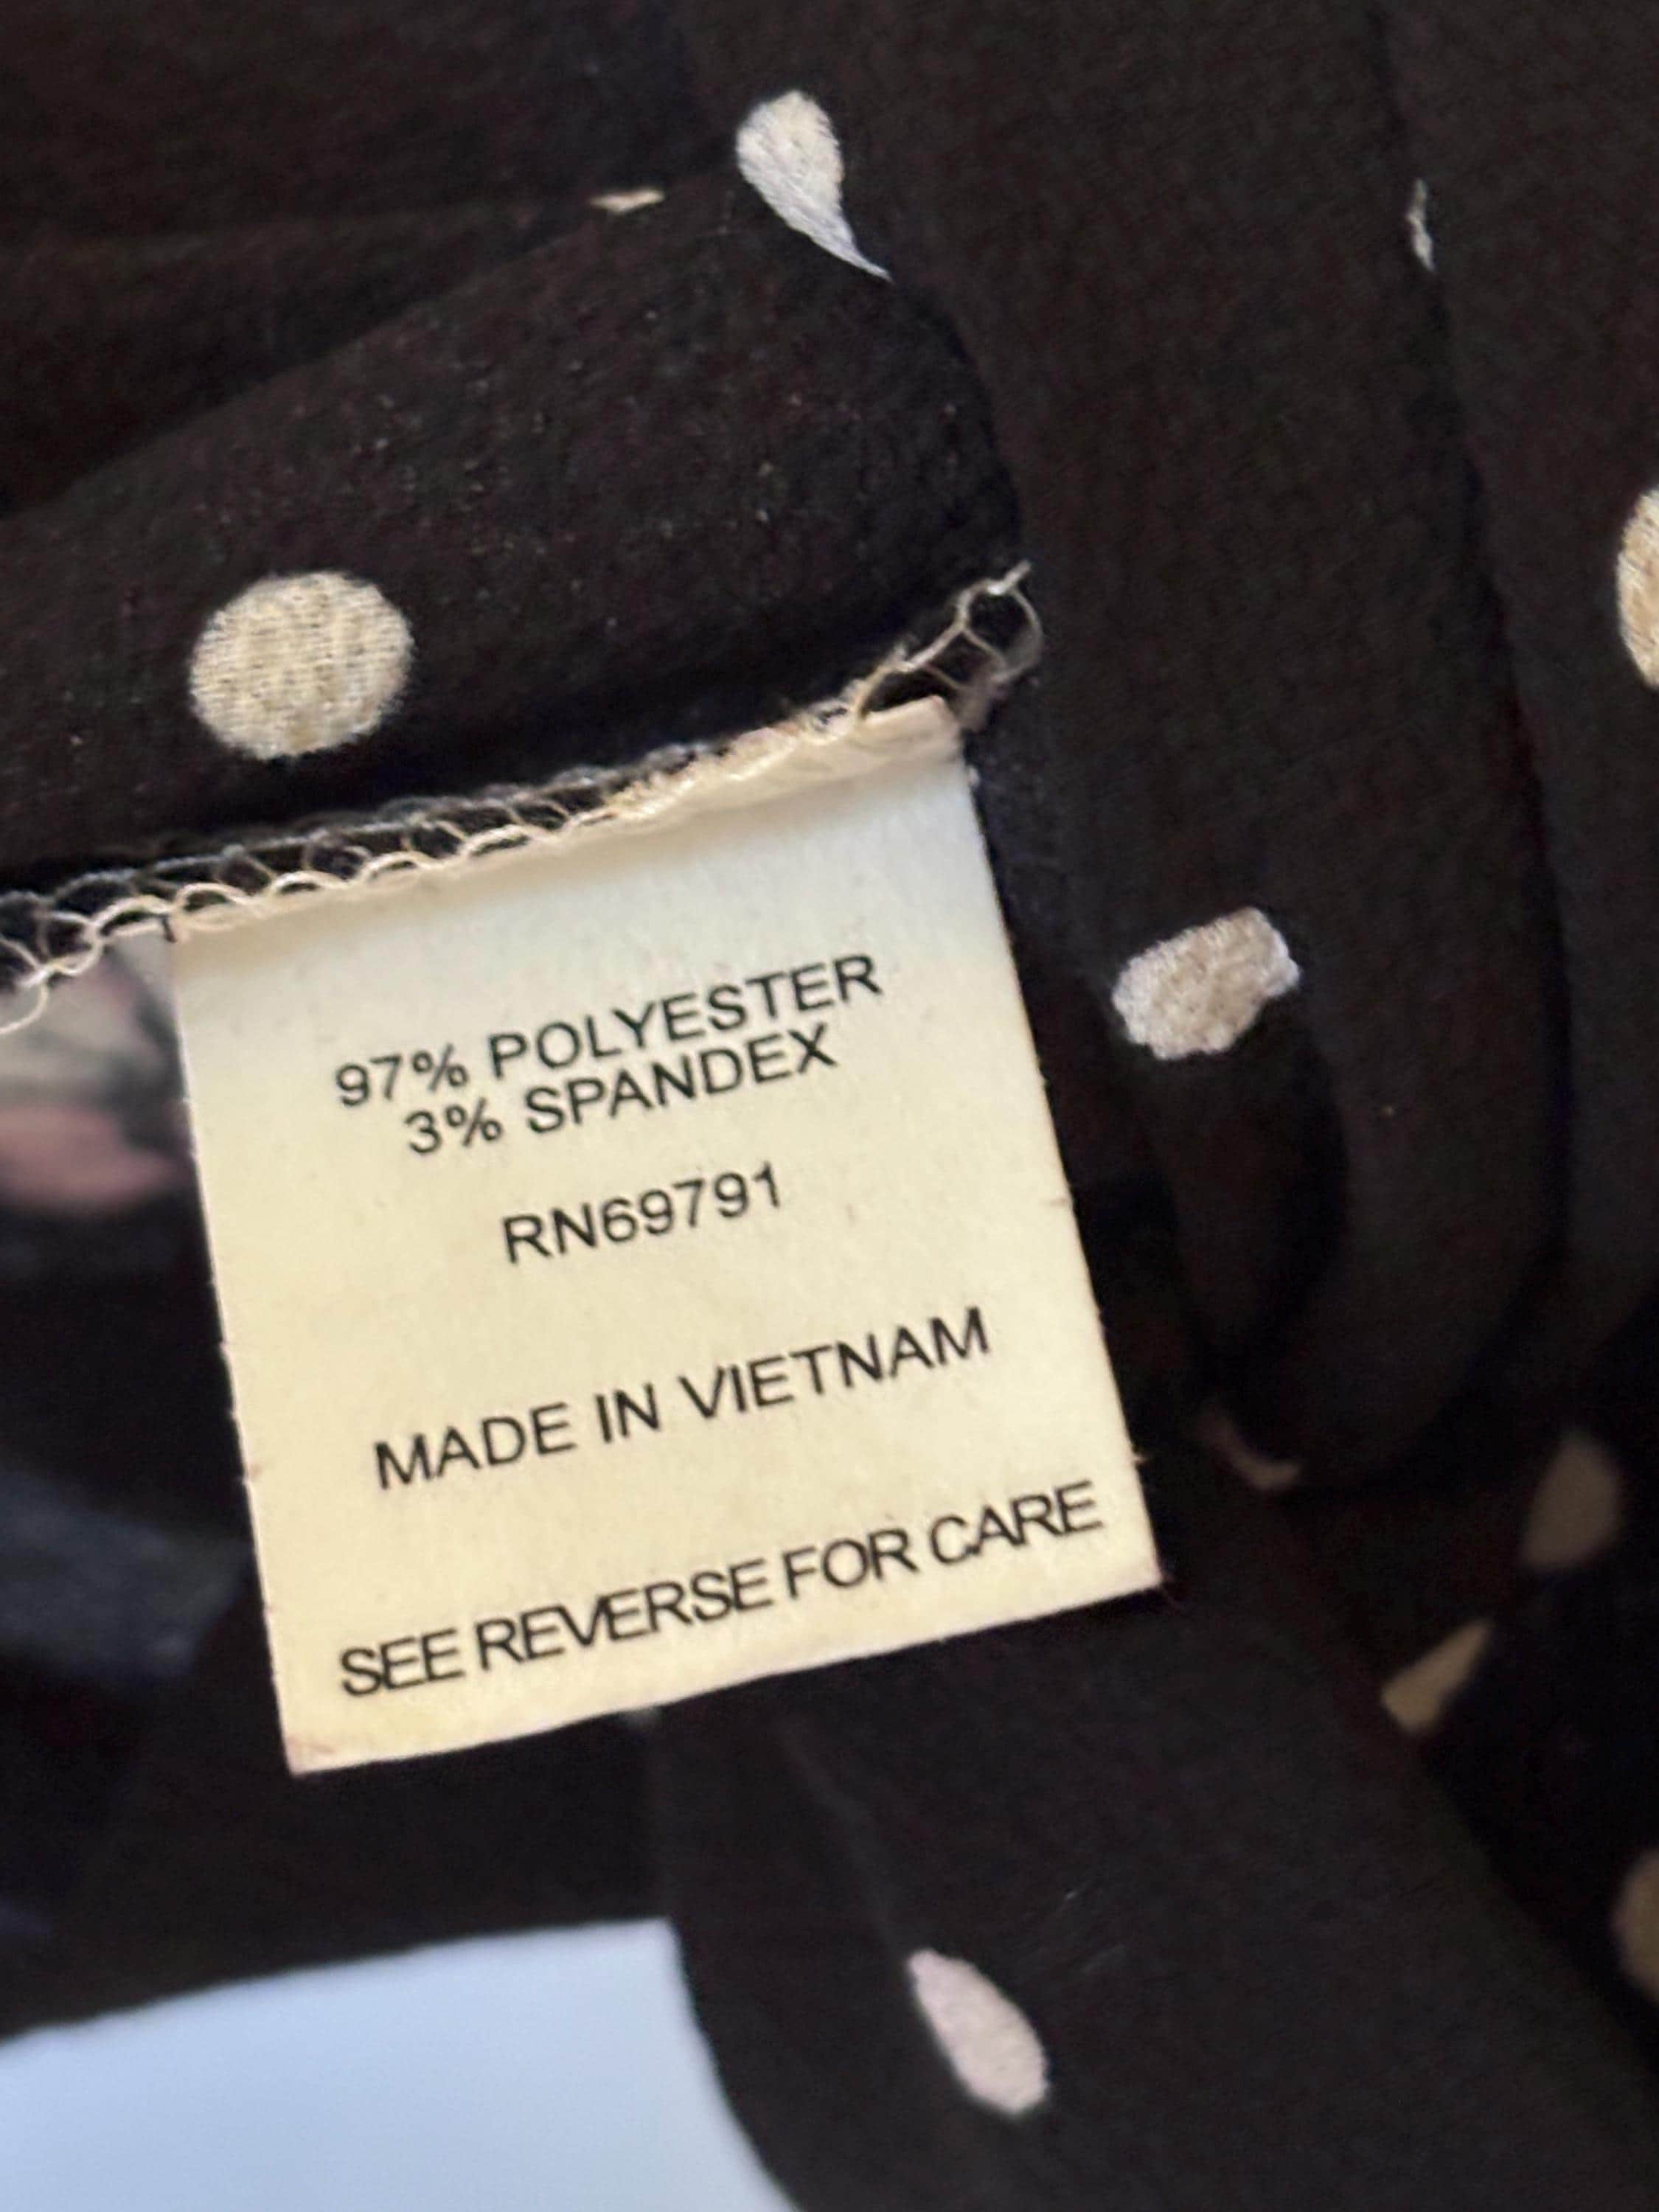 97% POLYESTER
3% SPANDEX
RN69791
MADE IN VIETNAM
SEE REVERSE FOR CARE